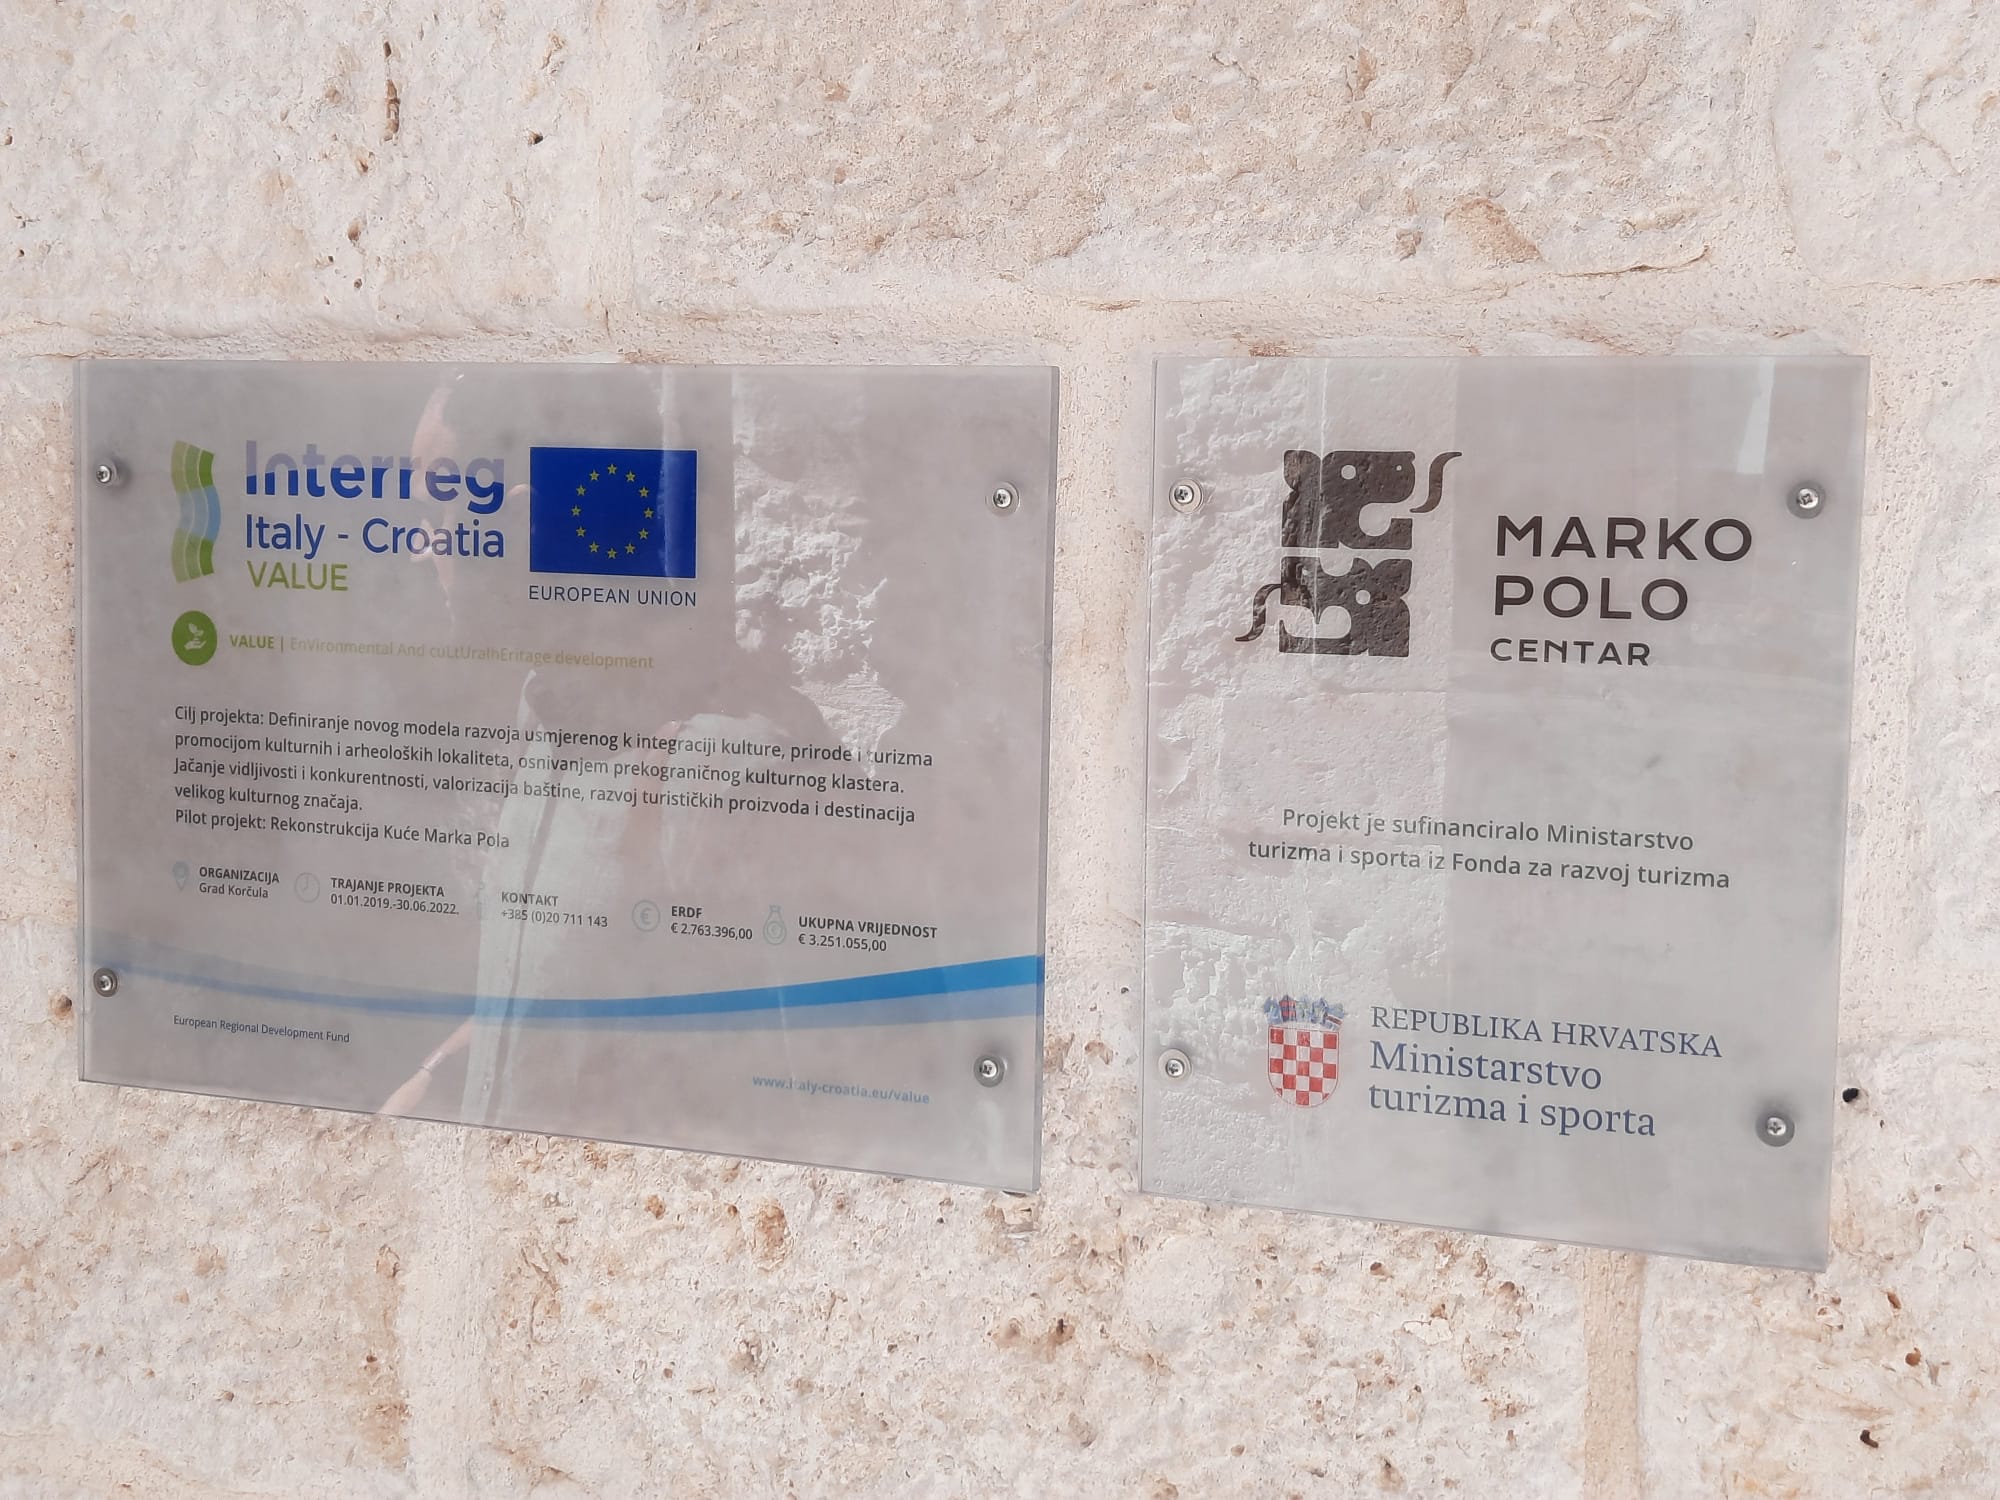 Interreg
Italy - Croatia
VALUE
EUROPEAN UNION
VALUE | EnVironmental And cuLtUralhEritage development
Cilj projekta: Definiranje novog modela razvoja usmjerenog k integraciji kulture, prirode i turizma
promocijom kulturnih i arheoloških lokaliteta, osnivanjem prekograničnog kulturnog klastera.
Jačanje vidljivosti i konkurentnosti, valorizacija baštine, razvoj turističkih proizvoda i destinacija
velikog kulturnog značaja.
Pilot projekt: Rekonstrukcija Kuće Marka Pola
ORGANIZACIJA
Grad Korčula
TRAJANJE PROJEKTA
01.01.2019.-30.06.2022.
KONTAKT
+385 (0)20 711 143
ERDF
€ 2.763.396,00
UKUPNA VRIJEDNOST
€ 3.251.055,00
European Regional Development Fund
www.italy-croatia.eu/value
MARKO
POLO
CENTAR
Projekt je sufinanciralo Ministarstvo
turizma i sporta iz Fonda za razvoj turizma
REPUBLIKA HRVATSKA
Ministarstvo
turizma i sporta